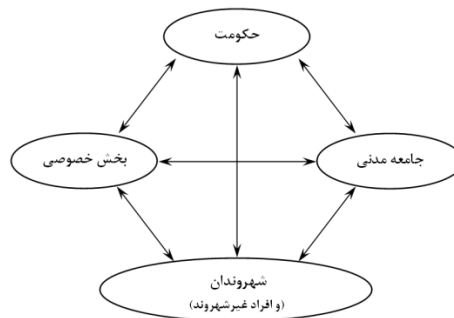 حکومت
جامعه مدنی
بخش خصوصی
شهروندان
(و افراد غیرشهروند)